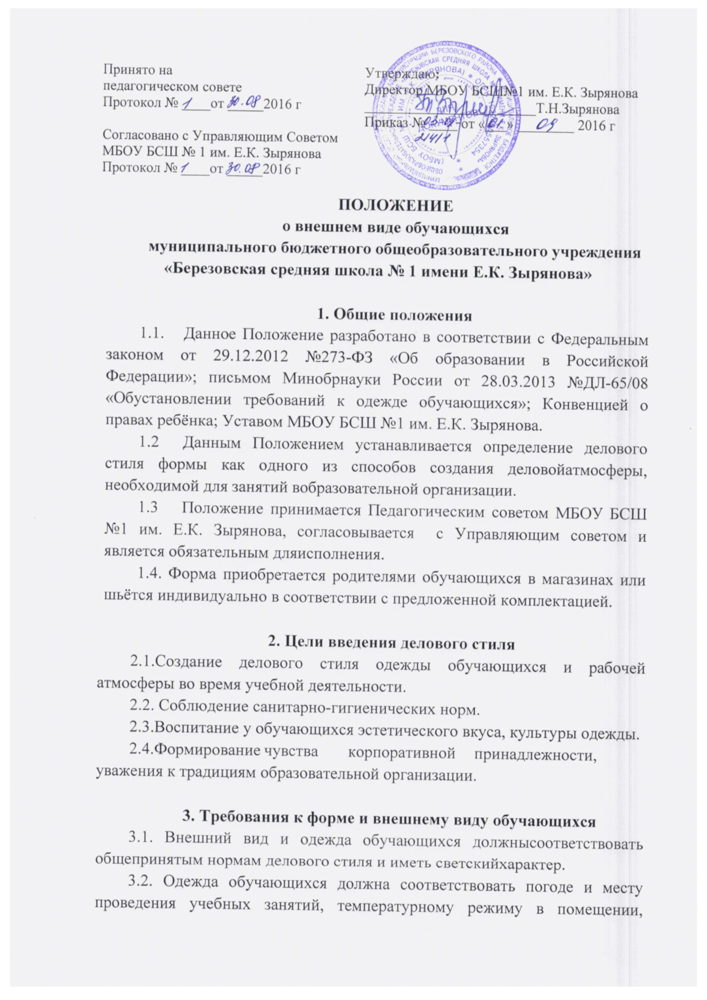 Принято на
педагогическом совете
Протокол № 1 от 30.08 2016 г
Согласовано с Управляющим Советом
МБОУ БСШ № 1 им. Е.К. Зырянова
Протокол № 1 от 30.08 2016 г
Утверждаю:
Директор МБОУ БСШ№1 им. Е.К. Зырянова
Т.Н.Зырянова
Приказ № 03-02- от «01» 09 2016 г
214/1
ДЛЯ
ДОКУМЕНТОВ
ПОЛОЖЕНИЕ
о внешнем виде обучающихся
муниципального бюджетного общеобразовательного учреждения
«Березовская средняя школа № 1 имени Е.К. Зырянова»
1. Общие положения
1.1. Данное Положение разработано в соответствии с Федеральным
законом от 29.12.2012 №273-ФЗ «Об образовании в Российской
Федерации»; письмом Минобрнауки России от 28.03.2013 №ДЛ-65/08
«Обустановлении требований к одежде обучающихся»; Конвенцией о
правах ребёнка; Уставом МБОУ БСШ №1 им. Е.К. Зырянова.
1.2 Данным Положением устанавливается определение делового
стиля формы как одного из способов создания деловойатмосферы,
необходимой для занятий вобразовательной организации.
1.3 Положение принимается Педагогическим советом МБОУ БСШ
№1 им. Е.К. Зырянова, согласовывается с Управляющим советом и
является обязательным дляисполнения.
1.4. Форма приобретается родителями обучающихся в магазинах или
шьётся индивидуально в соответствии с предложенной комплектацией.
2. Цели введения делового стиля
2.1.Создание делового стиля одежды обучающихся и рабочей
атмосферы во время учебной деятельности.
2.2. Соблюдение санитарно-гигиенических норм.
2.3.Воспитание у обучающихся эстетического вкуса, культуры одежды.
2.4.Формирование чувства корпоративной принадлежности,
уважения к традициям образовательной организации.
3. Требования к форме и внешнему виду обучающихся
3.1. Внешний вид и одежда обучающихся должнысоответствовать
общепринятым нормам делового стиля и иметь светскийхарактер.
3.2. Одежда обучающихся должна соответствовать погоде и месту
проведения учебных занятий, температурному режиму в помещении,